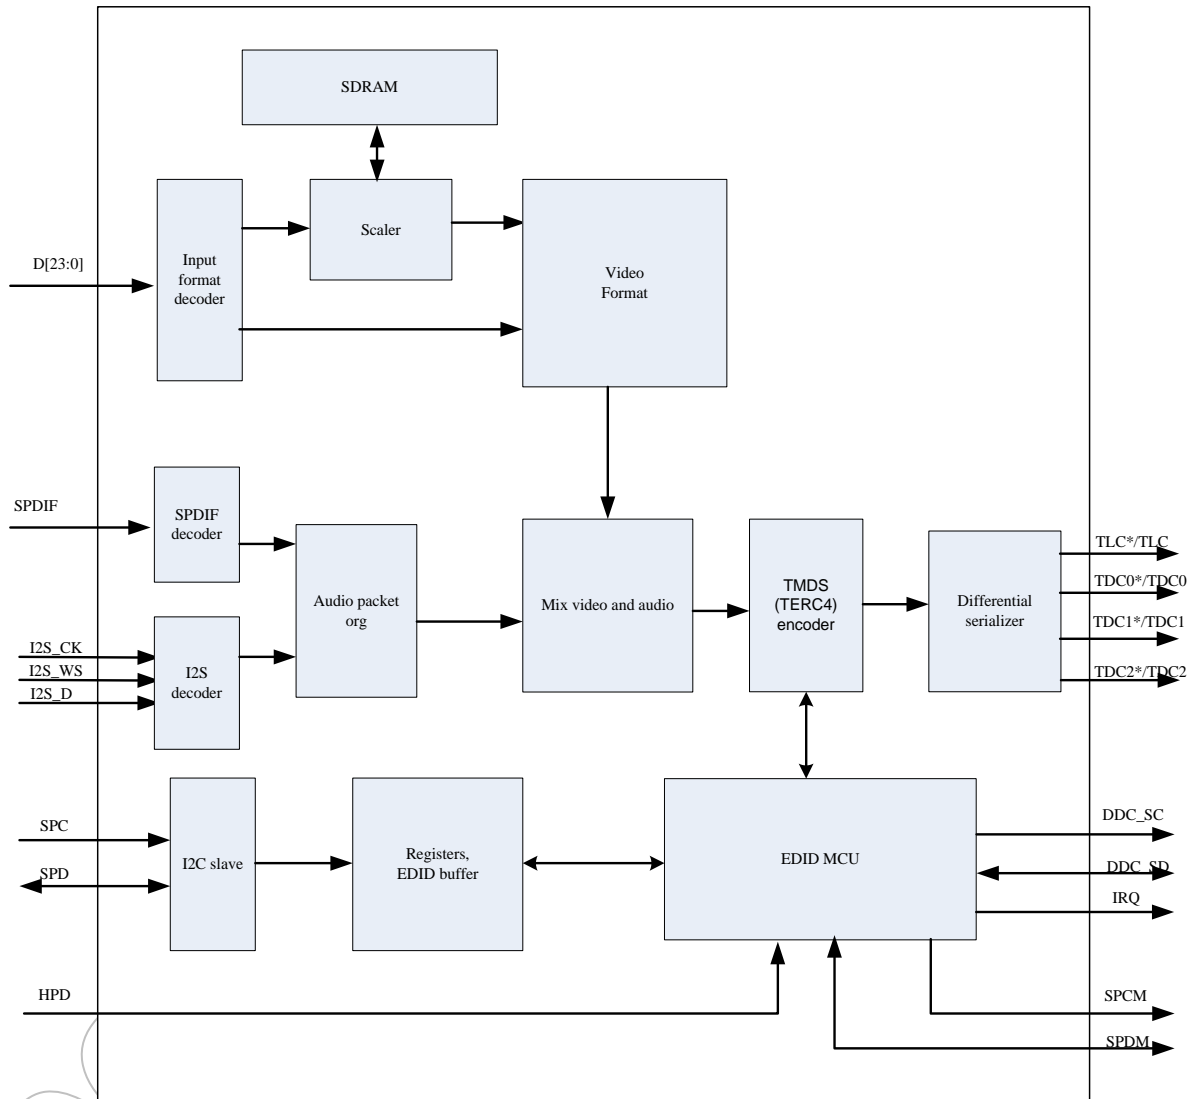 SDRAM
Scaler
Input
format
decoder
D[23:0]
Video
Format
SPDIF
SPDIF
decoder
Audio packet
org
Mix video and audio
TMDS
(TERC4)
encoder
Differential
serializer
TLC*/TLC
TDC0*/TDC0
TDC1*/TDC1
TDC2*/TDC2
I2S_CK
I2S_WS
I2S_D
I2S
decoder
SPC
SPD
I2C slave
Registers,
EDID buffer
EDID MCU
DDC_SC
DDC_SD
IRQ
HPD
SPCM
SPDM